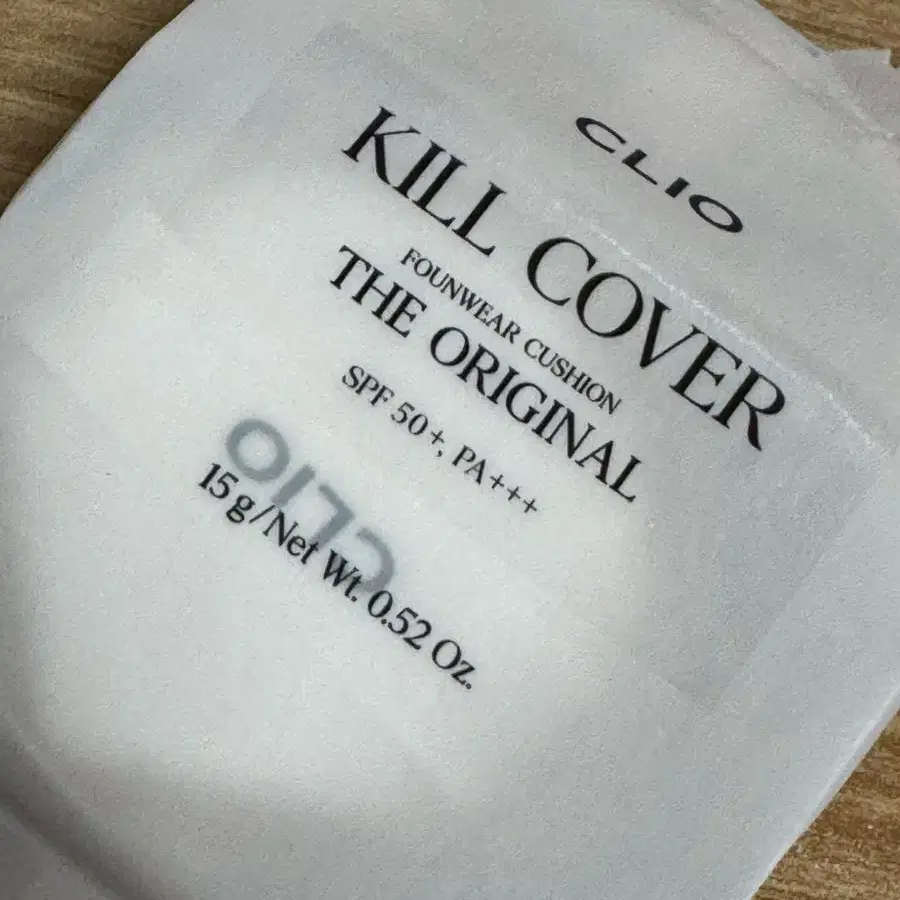 CLIO
KILL COVER
FOUNWEAR CUSHION
THE ORIGINAL
SPF 50+, PA+++
CLIO
15 g/Net Wt. 0.52 Oz.